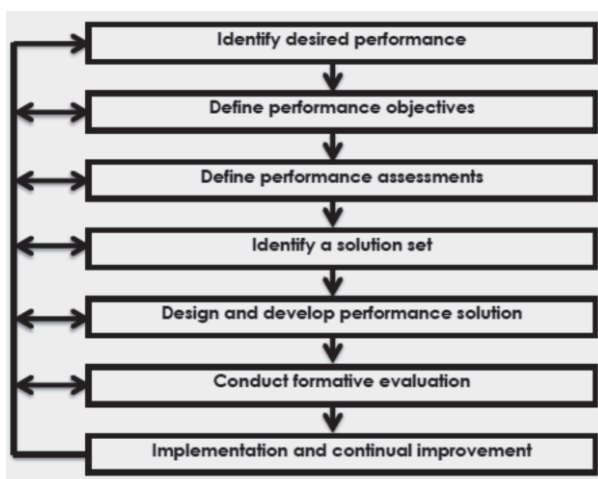 Identify desired performance
Define performance objectives
Define performance assessments
Identify a solution set
Design and develop performance solution
Conduct formative evaluation
Implementation and continual improvement